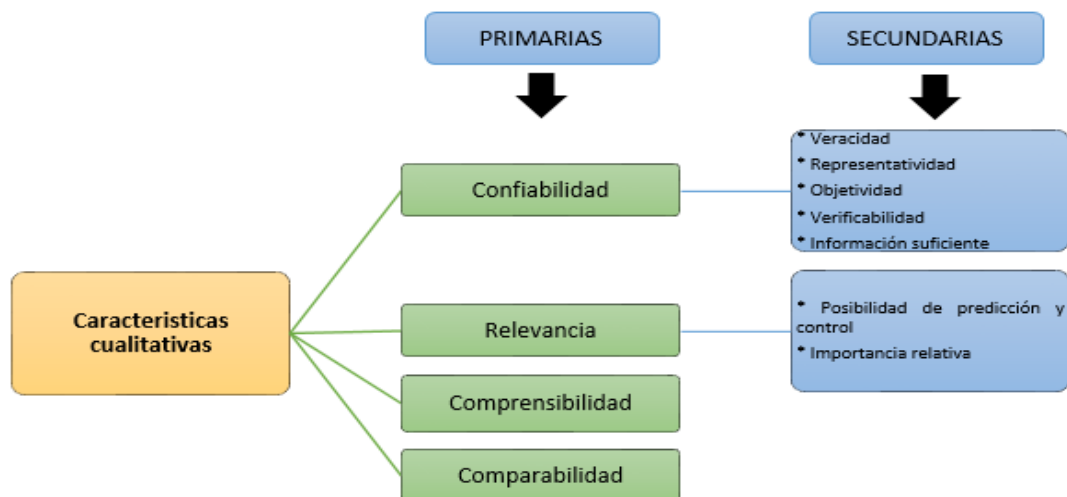 PRIMARIAS
SECUNDARIAS
Confiabilidad
* Veracidad
* Representatividad
* Objetividad
* Verificabilidad
* Información suficiente
Caracteristicas
cualitativas
Relevancia
* Posibilidad de predicción y
control
* Importancia relativa
Comprensibilidad
Comparabilidad